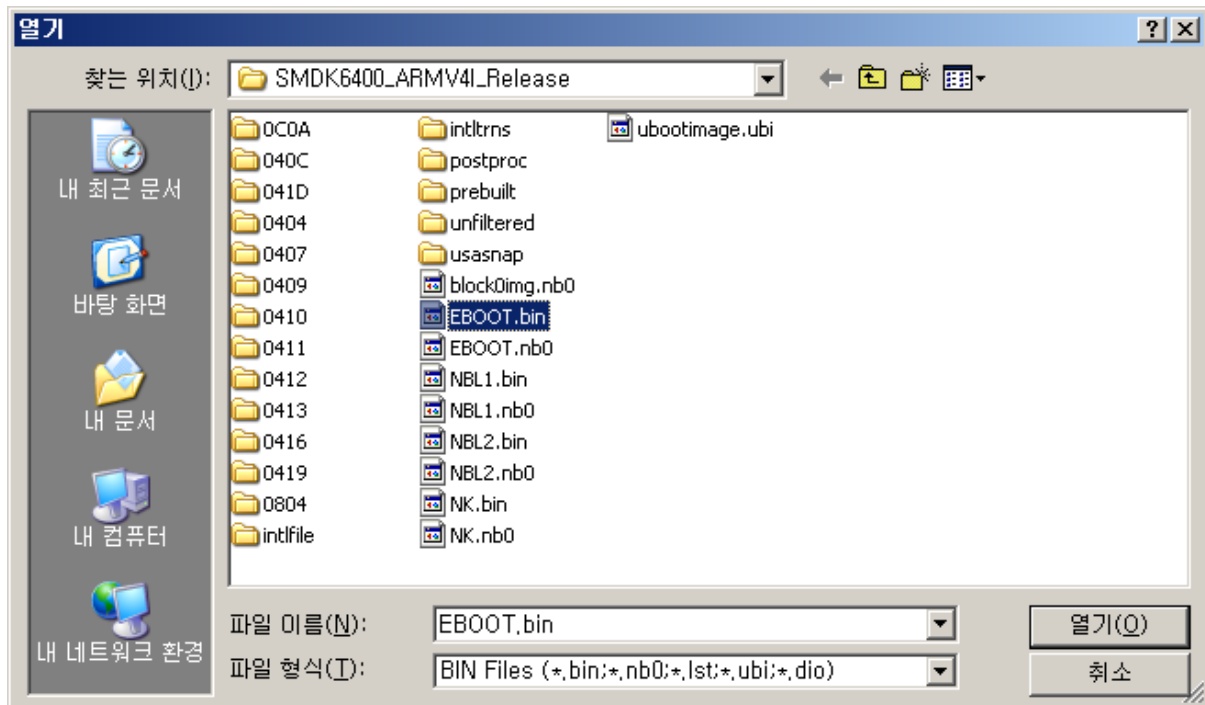 열기
찾는 위치(I): SMDK6400_ARMV4I_Release
내 최근 문서
바탕 화면
내 문서
내 컴퓨터
내 네트워크 환경
0C0A
040C
041D
0404
0407
0409
0410
0411
0412
0413
0416
0419
0804
intlfile
intltrns
postproc
prebuilt
unfiltered
usasnap
block0img.nb0
EBOOT.bin
EBOOT.nb0
NBL1.bin
NBL1.nb0
NBL2.bin
NBL2.nb0
NK.bin
NK.nb0
ubootimage.ubi
파일 이름(N): EBOOT.bin 열기(O)
파일 형식(T): BIN Files (*.bin;*.nb0;*.lst;*.ubi;*.dio) 취소